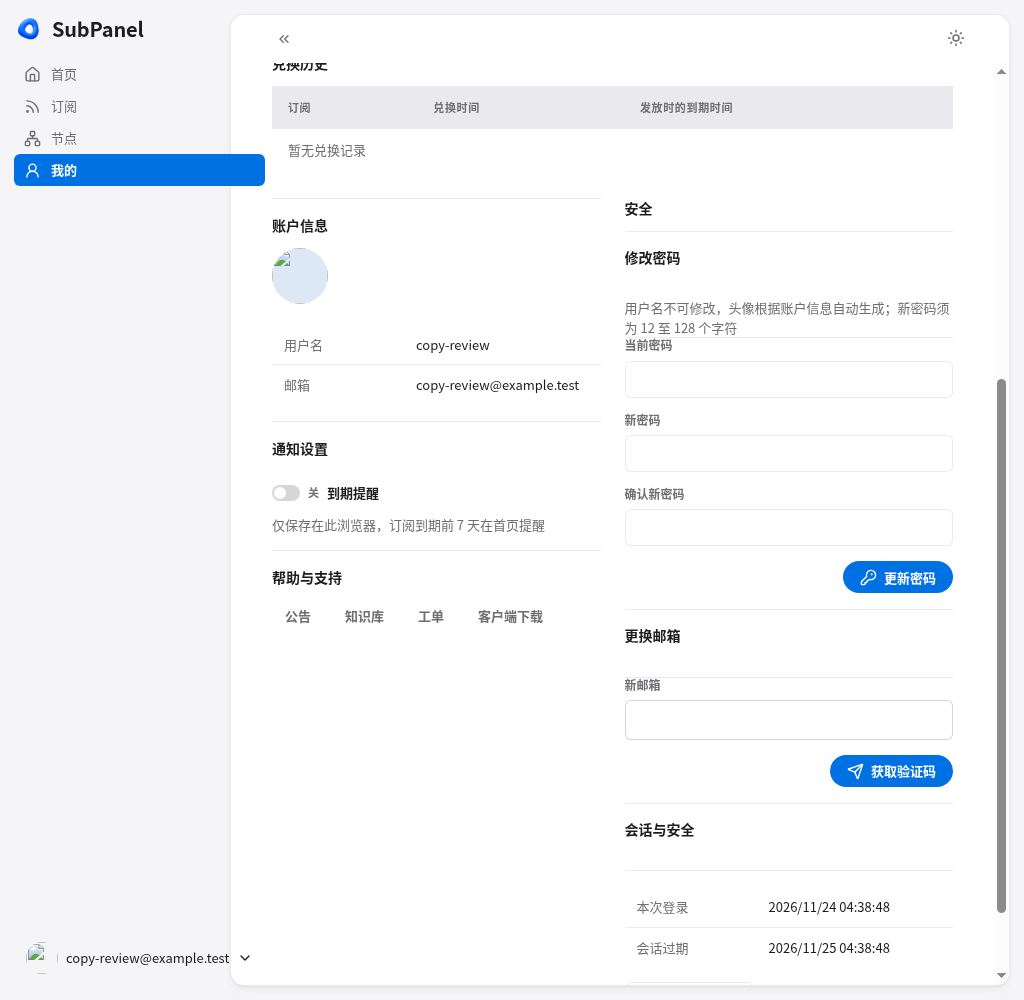 SubPanel
首页
订阅
节点
我的
copy-review@example.test
兑换历史
订阅 兑换时间 发放时的到期时间
暂无兑换记录
账户信息
用户名 copy-review
邮箱 copy-review@example.test
通知设置
关 到期提醒
仅保存在此浏览器，订阅到期前 7 天在首页提醒
帮助与支持
公告 知识库 工单 客户端下载
安全
修改密码
用户名不可修改，头像根据账户信息自动生成；新密码须
为 12 至 128 个字符
当前密码
新密码
确认新密码
更新密码
更换邮箱
新邮箱
获取验证码
会话与安全
本次登录 2026/11/24 04:38:48
会话过期 2026/11/25 04:38:48